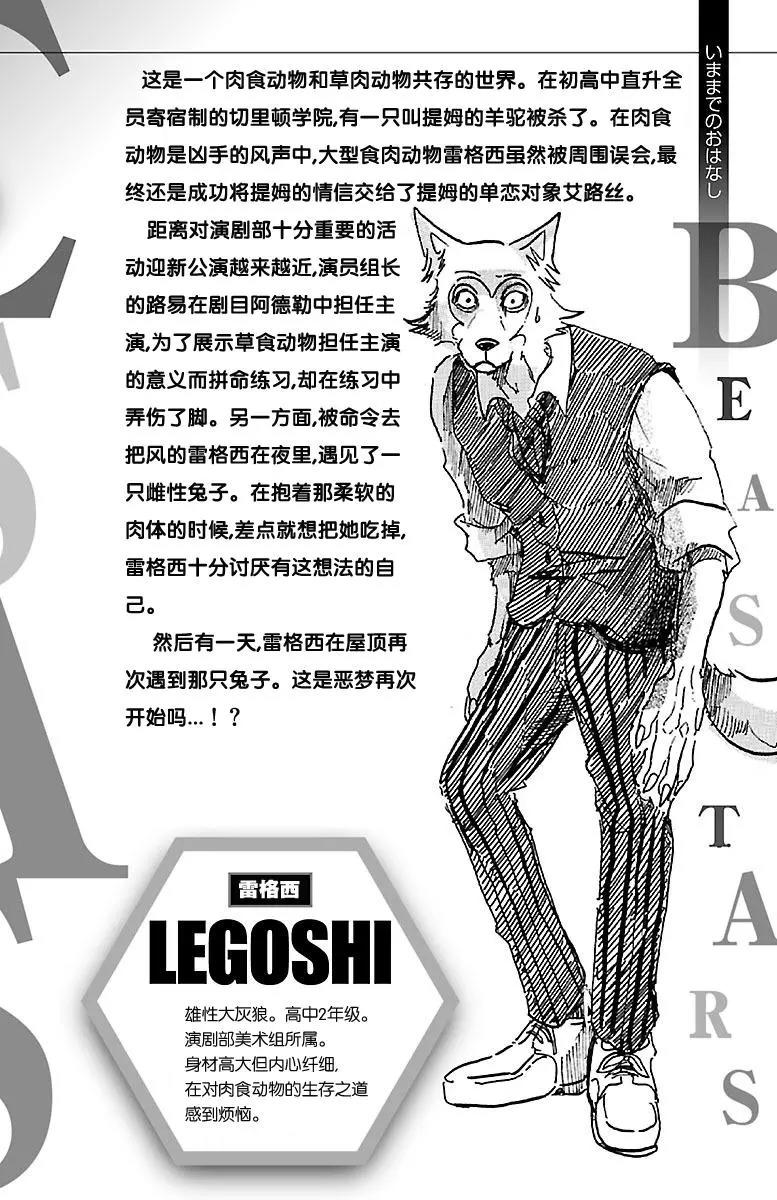 いままでのおはなし
这是一个肉食动物和草肉动物共存的世界。在初高中直升全
员寄宿制的切里顿学院,有一只叫提姆的羊驼被杀了。在肉食
动物是凶手的风声中,大型食肉动物雷格西虽然被周围误会,最
终还是成功将提姆的情信交给了提姆的单恋对象艾路丝。
距离对演剧部十分重要的活
动迎新公演越来越近,演员组长
的路易在剧目阿德勒中担任主
演,为了展示草食动物担任主演
的意义而拼命练习,却在练习中
弄伤了脚。另一方面,被命令去
把风的雷格西在夜里,遇见了一
只雌性兔子。在抱着那柔软的
肉体的时候,差点就想把她吃掉,
雷格西十分讨厌有这想法的自
己。
然后有一天,雷格西在屋顶再
次遇到那只兔子。这是恶梦再次
开始吗...！？
BEASTARS
雷格西
LEGOSHI
雄性大灰狼。高中2年级。
演剧部美术组所属。
身材高大但内心纤细,
在对肉食动物的生存之道
感到烦恼。